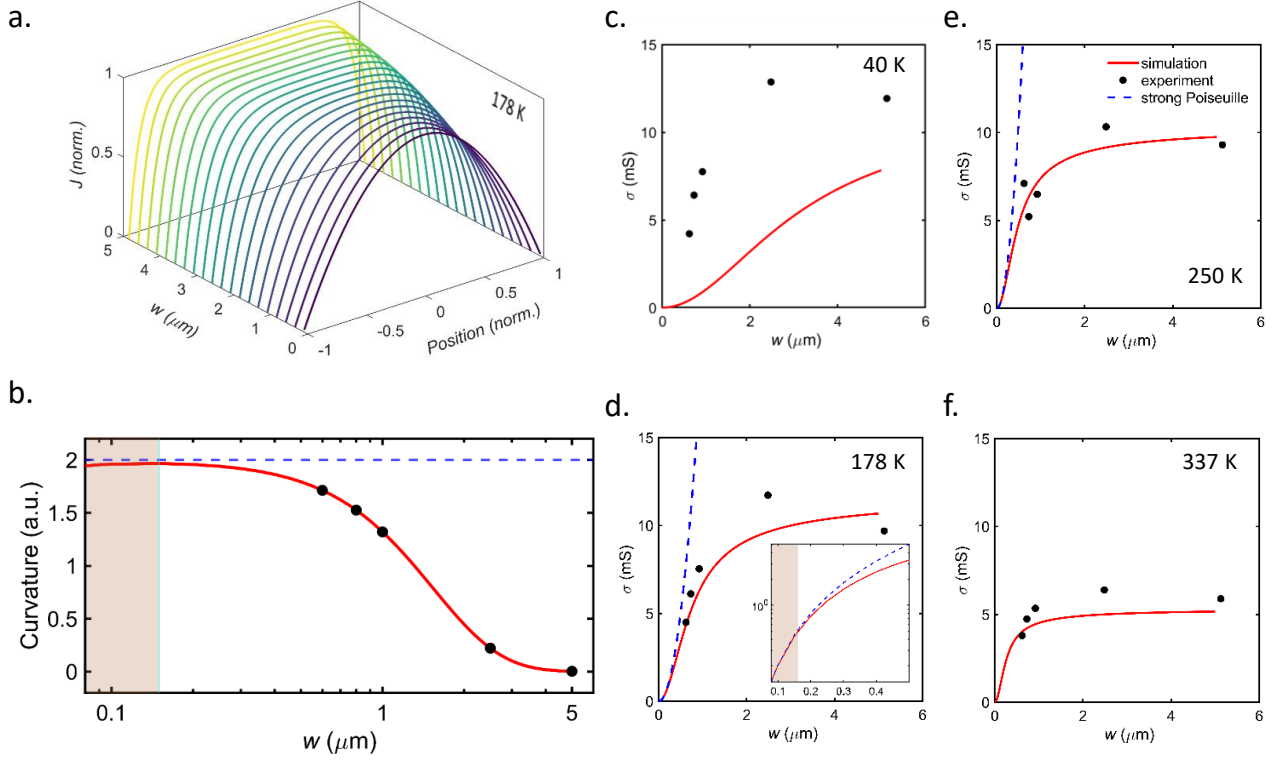 a.
178 K
J (norm.)
1
0.5
0
5
4
3
2
1
0
w (μm)
-1
-0.5
0
0.5
1
Position (norm.)
b.
Curvature (a.u.)
2
1.5
1
0.5
0
0.1
1
5
w (μm)
c.
40 K
σ (mS)
15
10
5
0
0
2
4
6
w (μm)
d.
178 K
σ (mS)
15
10
5
0
10⁰
0.1
0.2
0.3
0.4
0
2
4
6
w (μm)
e.
simulation
experiment
strong Poiseuille
250 K
σ (mS)
15
10
5
0
0
2
4
6
w (μm)
f.
337 K
σ (mS)
15
10
5
0
0
2
4
6
w (μm)